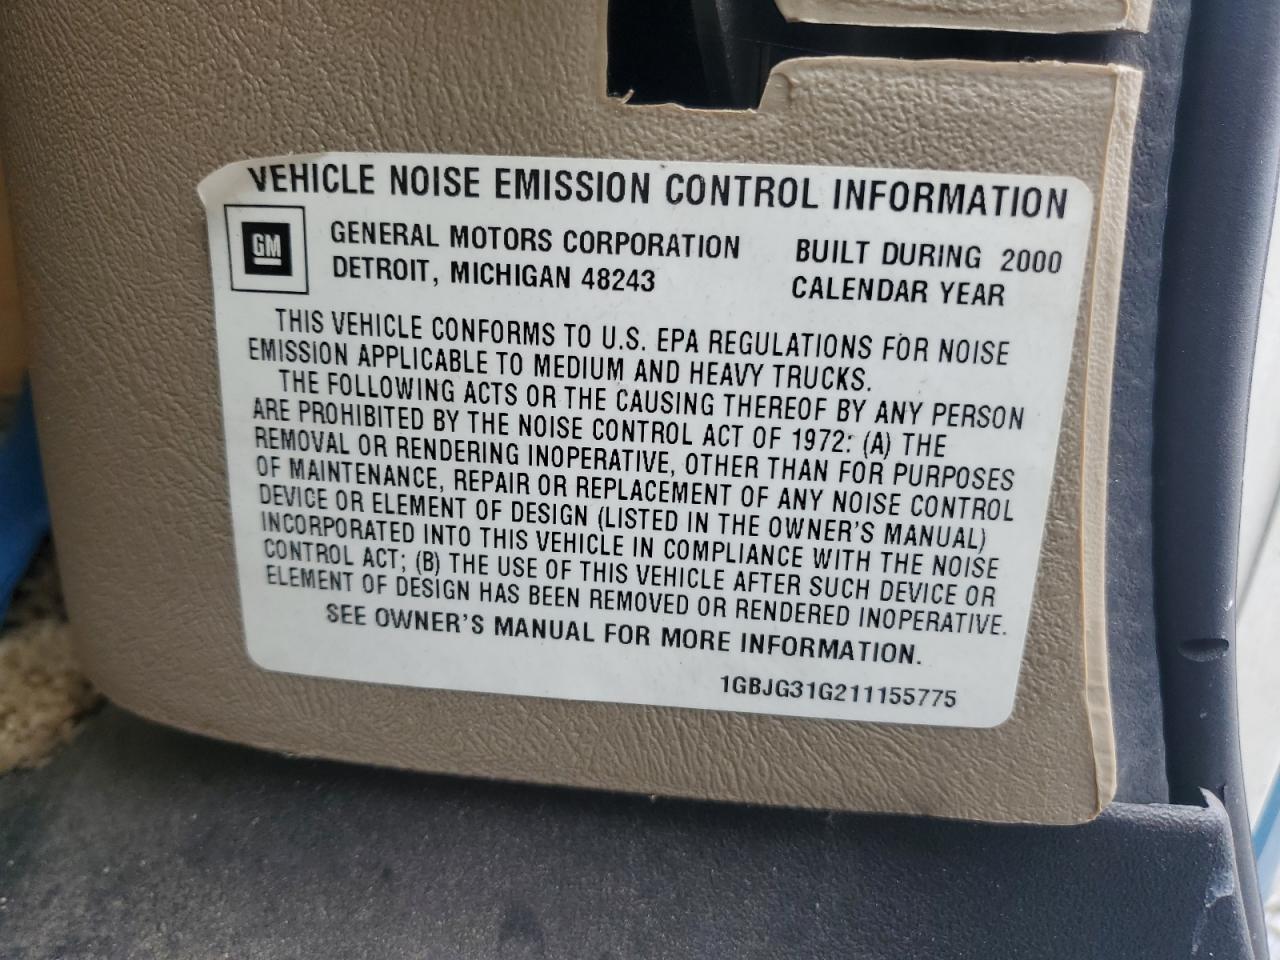 VEHICLE NOISE EMISSION CONTROL INFORMATION
GM
GENERAL MOTORS CORPORATION
DETROIT, MICHIGAN 48243
BUILT DURING 2000
CALENDAR YEAR
THIS VEHICLE CONFORMS TO U.S. EPA REGULATIONS FOR NOISE
EMISSION APPLICABLE TO MEDIUM AND HEAVY TRUCKS.
THE FOLLOWING ACTS OR THE CAUSING THEREOF BY ANY PERSON
ARE PROHIBITED BY THE NOISE CONTROL ACT OF 1972: (A) THE
REMOVAL OR RENDERING INOPERATIVE, OTHER THAN FOR PURPOSES
OF MAINTENANCE, REPAIR OR REPLACEMENT OF ANY NOISE CONTROL
DEVICE OR ELEMENT OF DESIGN (LISTED IN THE OWNER'S MANUAL)
INCORPORATED INTO THIS VEHICLE IN COMPLIANCE WITH THE NOISE
CONTROL ACT; (B) THE USE OF THIS VEHICLE AFTER SUCH DEVICE OR
ELEMENT OF DESIGN HAS BEEN REMOVED OR RENDERED INOPERATIVE.
SEE OWNER'S MANUAL FOR MORE INFORMATION.
1GBJG31G211155775